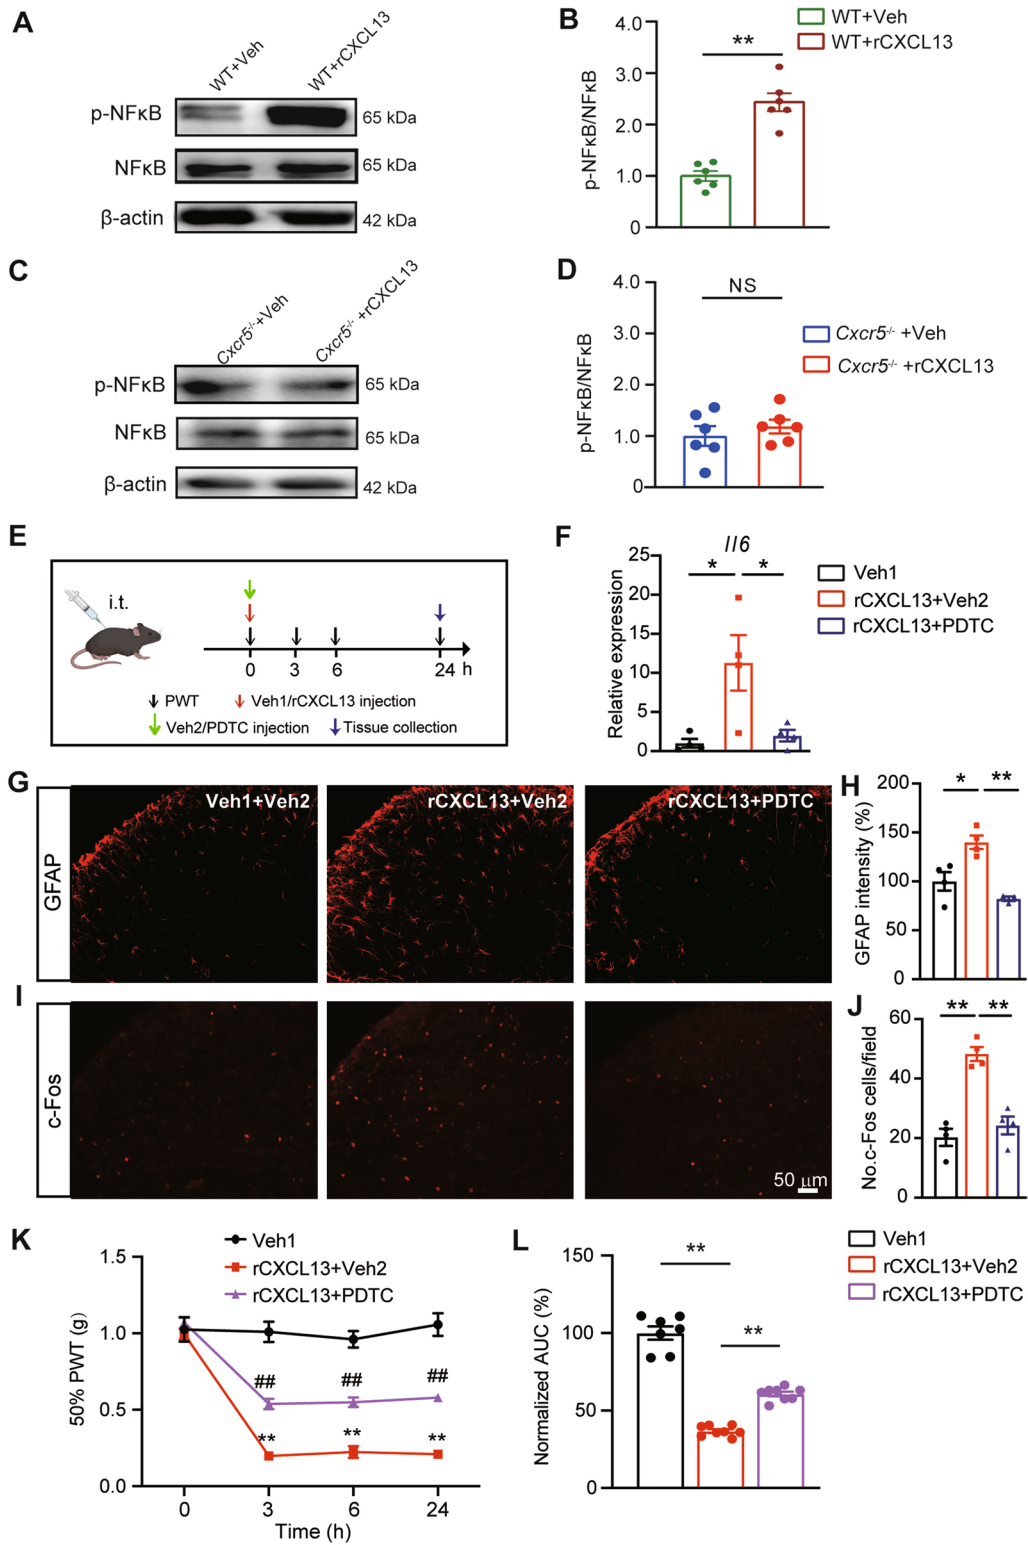 A
WT+Veh
WT+rCXCL13
p-NFκB
65 kDa
NFκB
65 kDa
β-actin
42 kDa
B
WT+Veh
WT+rCXCL13
**
p-NFκB/NFκB
4.0
3.0
2.0
1.0
0
C
Cxcr5-/-+Veh
Cxcr5-/- +rCXCL13
p-NFκB
65 kDa
NFκB
65 kDa
β-actin
42 kDa
D
NS
Cxcr5-/- +Veh
Cxcr5-/- +rCXCL13
p-NFκB/NFκB
4.0
3.0
2.0
1.0
0
E
i.t.
0 3 6 24 h
PWT
Veh1/rCXCL13 injection
Veh2/PDTC injection
Tissue collection
F
Il6
* *
Relative expression
25
20
15
10
5
0
Veh1
rCXCL13+Veh2
rCXCL13+PDTC
G
GFAP
Veh1+Veh2
rCXCL13+Veh2
rCXCL13+PDTC
H
* **
GFAP intensity (%)
200
150
100
50
0
I
c-Fos
50 μm
J
** **
No.c-Fos cells/field
60
40
20
0
K
Veh1
rCXCL13+Veh2
rCXCL13+PDTC
50% PWT (g)
1.5
1.0
0.5
0.0
## ## ##
** ** **
0 3 6 24
Time (h)
L
Veh1
rCXCL13+Veh2
rCXCL13+PDTC
**
**
Normalized AUC (%)
150
100
50
0